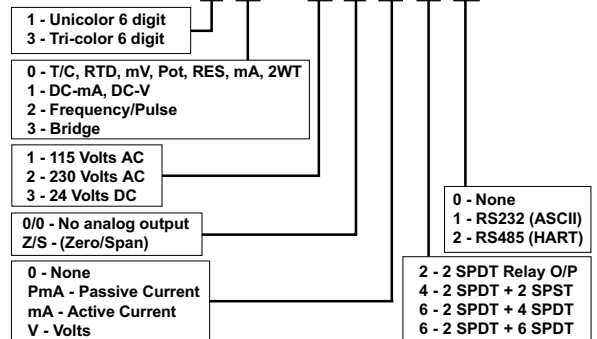 1 - Unicolor 6 digit
3 - Tri-color 6 digit
0 - T/C, RTD, mV, Pot, RES, mA, 2WT
1 - DC-mA, DC-V
2 - Frequency/Pulse
3 - Bridge
1 - 115 Volts AC
2 - 230 Volts AC
3 - 24 Volts DC
0/0 - No analog output
Z/S - (Zero/Span)
0 - None
PmA - Passive Current
mA - Active Current
V - Volts
0 - None
1 - RS232 (ASCII)
2 - RS485 (HART)
2 - 2 SPDT Relay O/P
4 - 2 SPDT + 2 SPST
6 - 2 SPDT + 4 SPDT
6 - 2 SPDT + 6 SPDT